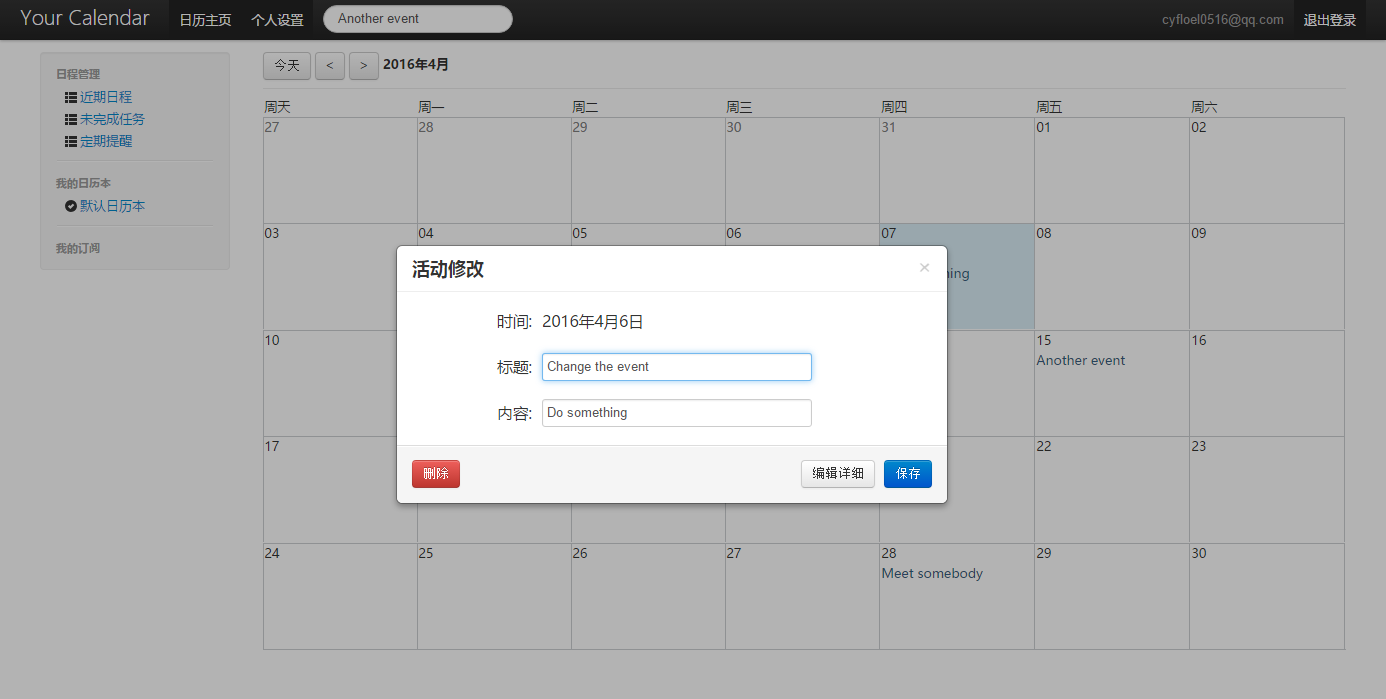 Your Calendar 日历主页 个人设置 Another event cyfloel0516@qq.com 退出登录
日程管理
近期日程
未完成任务
定期提醒
我的日历本
默认日历本
我的订阅
今天 < > 2016年4月
周天 周一 周二 周三 周四 周五 周六
27 28 29 30 31 01 02
03 04 05 06 07 08 09
活动修改 ×
时间: 2016年4月6日
标题: Change the event
内容: Do something
删除 编辑详细 保存
10 15 16
Another event
17 22 23
24 25 26 27 28 29 30
Meet somebody